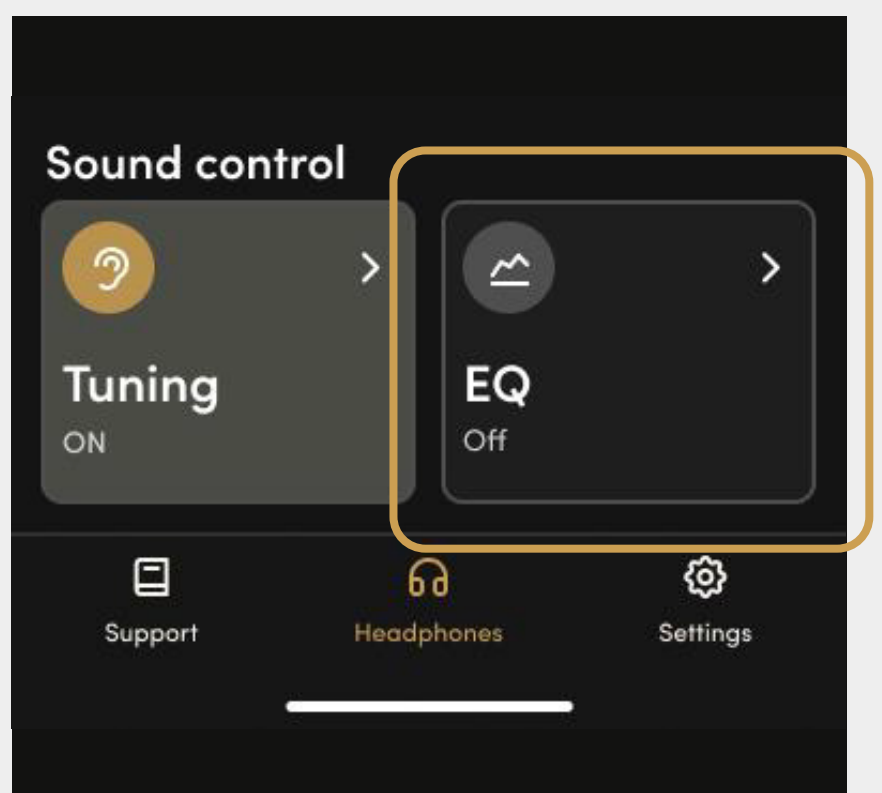 Sound control
Tuning
ON
EQ
Off
Support
Headphones
Settings